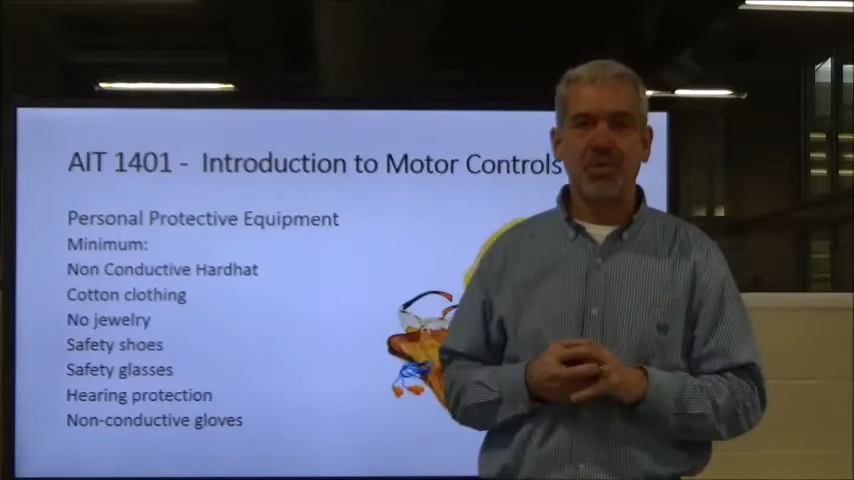 AIT 1401 - Introduction to Motor Controls
Personal Protective Equipment
Minimum:
Non Conductive Hardhat
Cotton clothing
No jewelry
Safety shoes
Safety glasses
Hearing protection
Non-conductive gloves